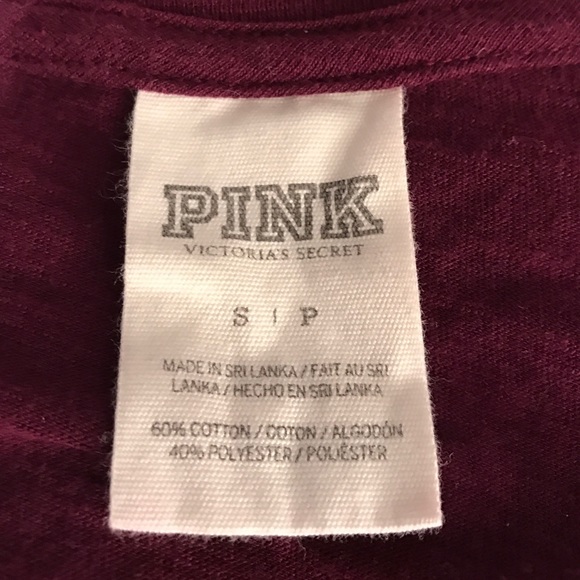 PINK
VICTORIA'S SECRET
S | P
MADE IN SRI LANKA / FAIT AU SRI
LANKA / HECHO EN SRI LANKA
60% COTTON / COTON / ALGODÓN
40% POLYESTER / POLIÉSTER